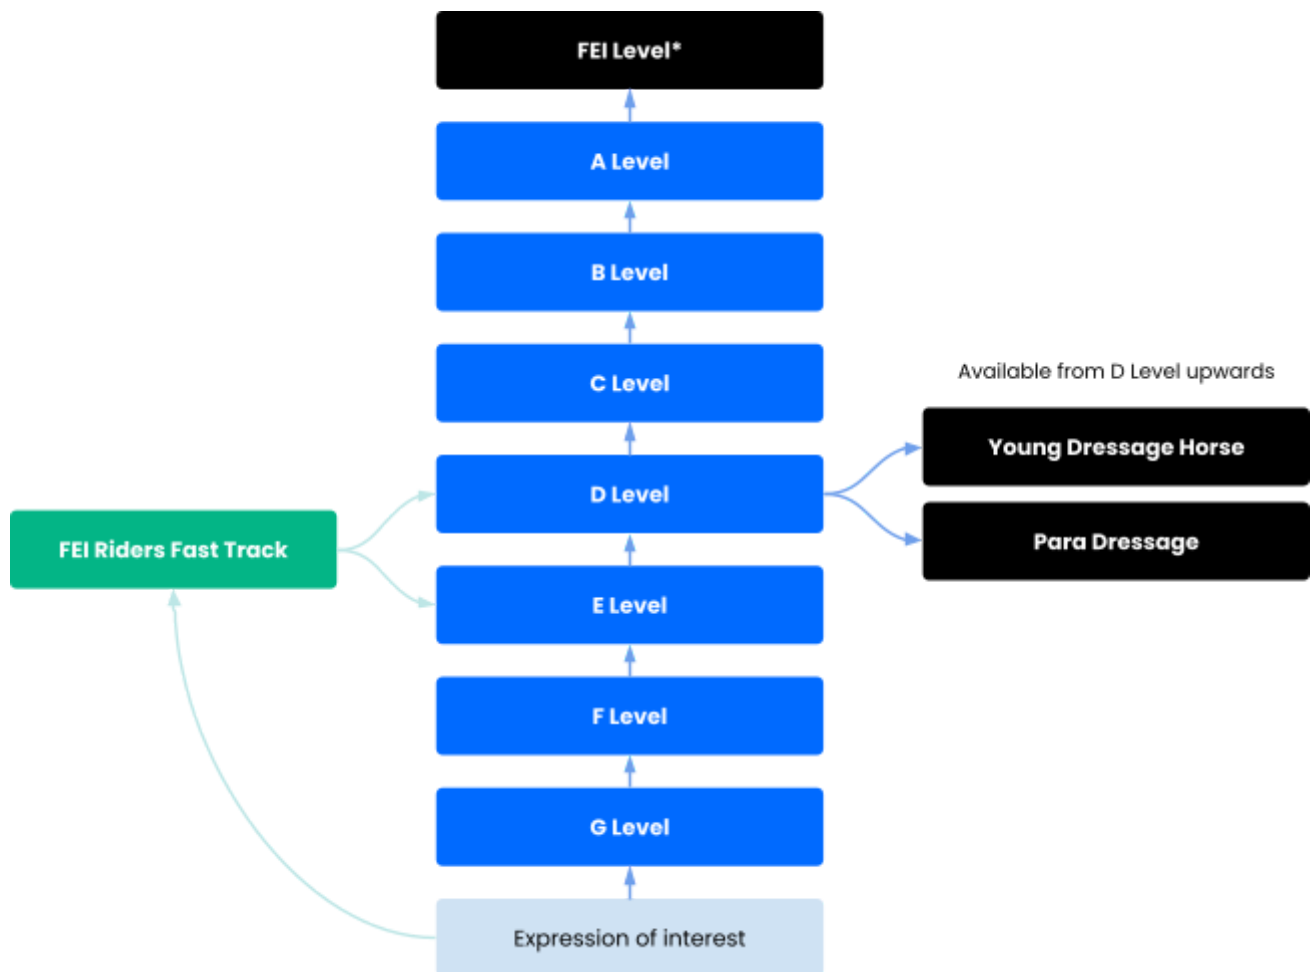 FEI Level*
A Level
B Level
C Level
Available from D Level upwards
Young Dressage Horse
D Level
Para Dressage
FEI Riders Fast Track
E Level
F Level
G Level
Expression of interest